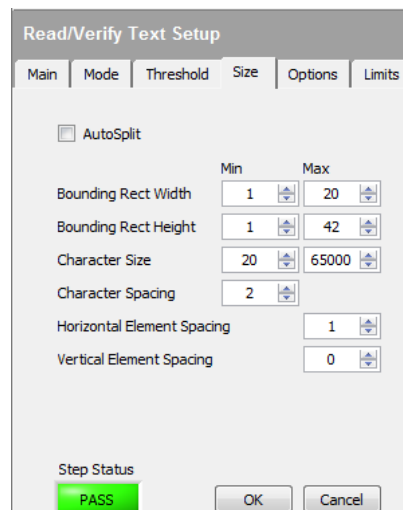 Read/Verify Text Setup
Main Mode Threshold Size Options Limits
AutoSplit
Min Max
Bounding Rect Width 1 20
Bounding Rect Height 1 42
Character Size 20 65000
Character Spacing 2
Horizontal Element Spacing 1
Vertical Element Spacing 0
Step Status
PASS OK Cancel